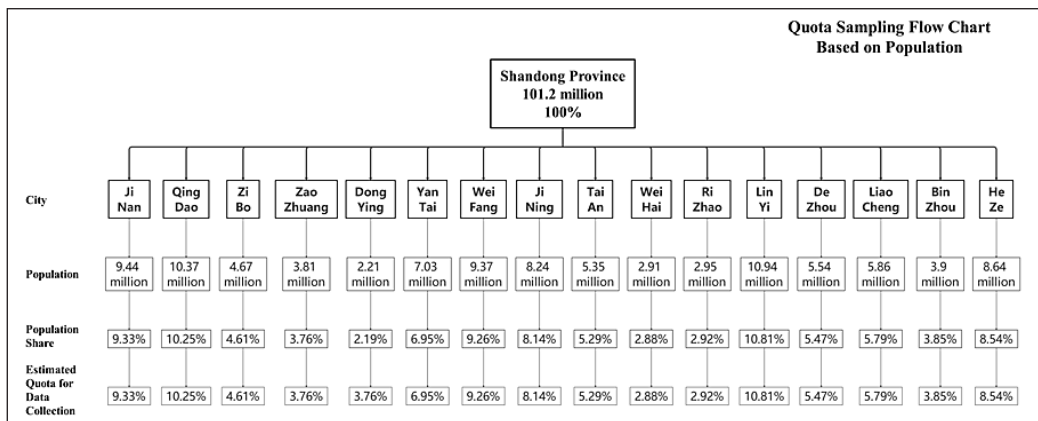 Quota Sampling Flow Chart
Based on Population
Shandong Province
101.2 million
100%
City
Ji
Nan
Qing
Dao
Zi
Bo
Zao
Zhuang
Dong
Ying
Yan
Tai
Wei
Fang
Ji
Ning
Tai
An
Wei
Hai
Ri
Zhao
Lin
Yi
De
Zhou
Liao
Cheng
Bin
Zhou
He
Ze
Population
9.44
million
10.37
million
4.67
million
3.81
million
2.21
million
7.03
million
9.37
million
8.24
million
5.35
million
2.91
million
2.95
million
10.94
million
5.54
million
5.86
million
3.9
million
8.64
million
Population
Share
9.33%
10.25%
4.61%
3.76%
2.19%
6.95%
9.26%
8.14%
5.29%
2.88%
2.92%
10.81%
5.47%
5.79%
3.85%
8.54%
Estimated
Quota for
Data
Collection
9.33%
10.25%
4.61%
3.76%
3.76%
6.95%
9.26%
8.14%
5.29%
2.88%
2.92%
10.81%
5.47%
5.79%
3.85%
8.54%